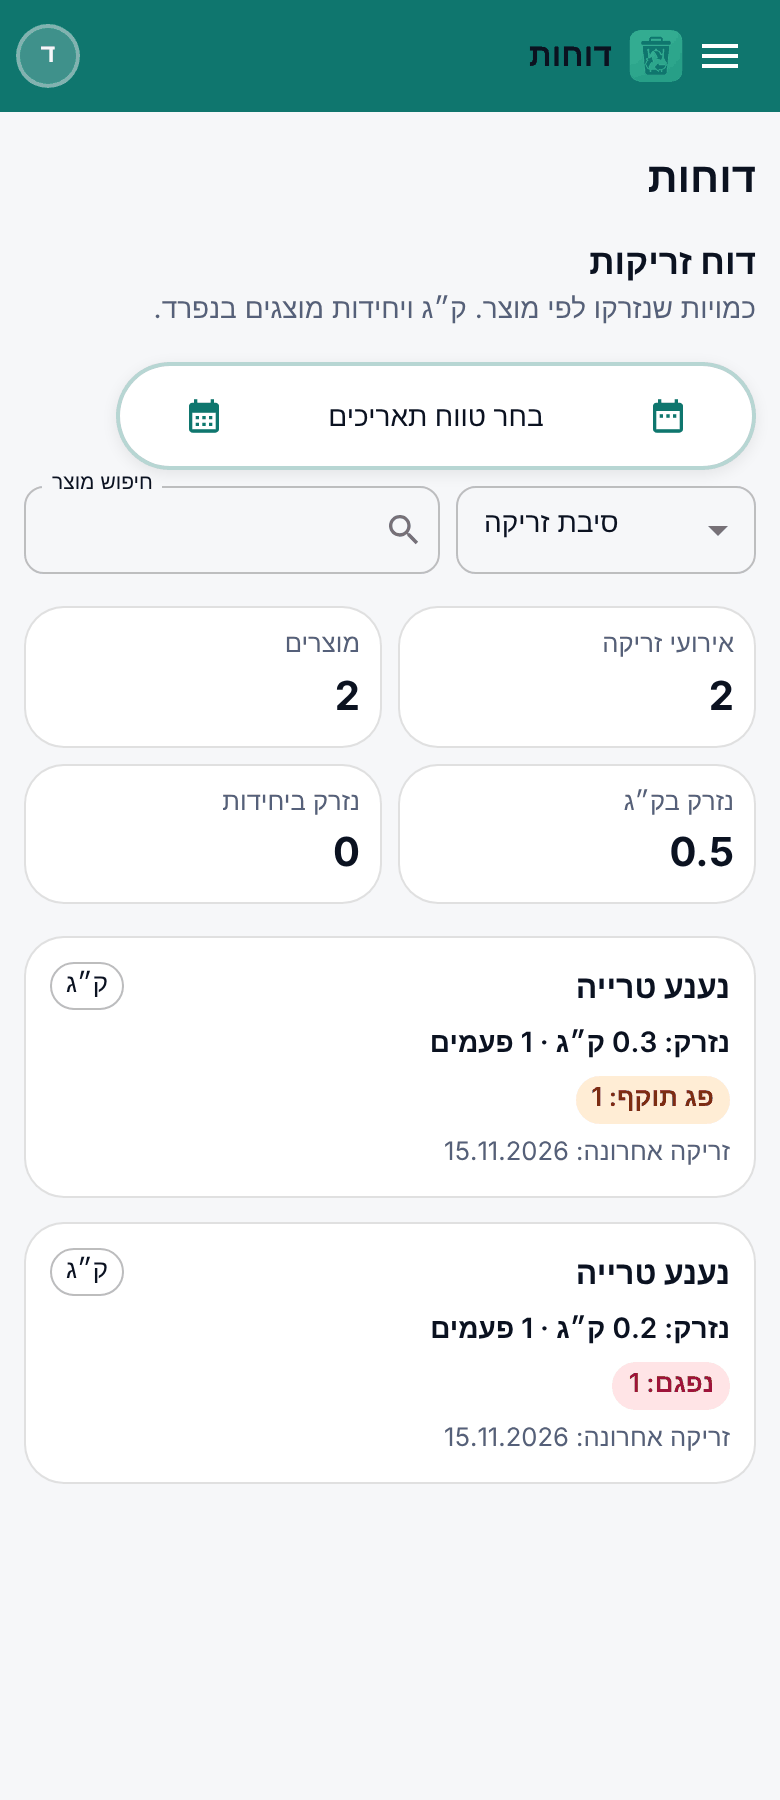 דוחות
ד
דוחות
דוח זריקות
כמויות שנזרקו לפי מוצר. ק״ג ויחידות מוצגים בנפרד.
בחר טווח תאריכים
סיבת זריקה
חיפוש מוצר
אירועי זריקה
2
מוצרים
2
נזרק בק״ג
0.5
נזרק ביחידות
0
נענע טרייה
ק״ג
נזרק: 0.3 ק״ג · 1 פעמים
פג תוקף: 1
זריקה אחרונה: 15.11.2026
נענע טרייה
ק״ג
נזרק: 0.2 ק״ג · 1 פעמים
נפגם: 1
זריקה אחרונה: 15.11.2026